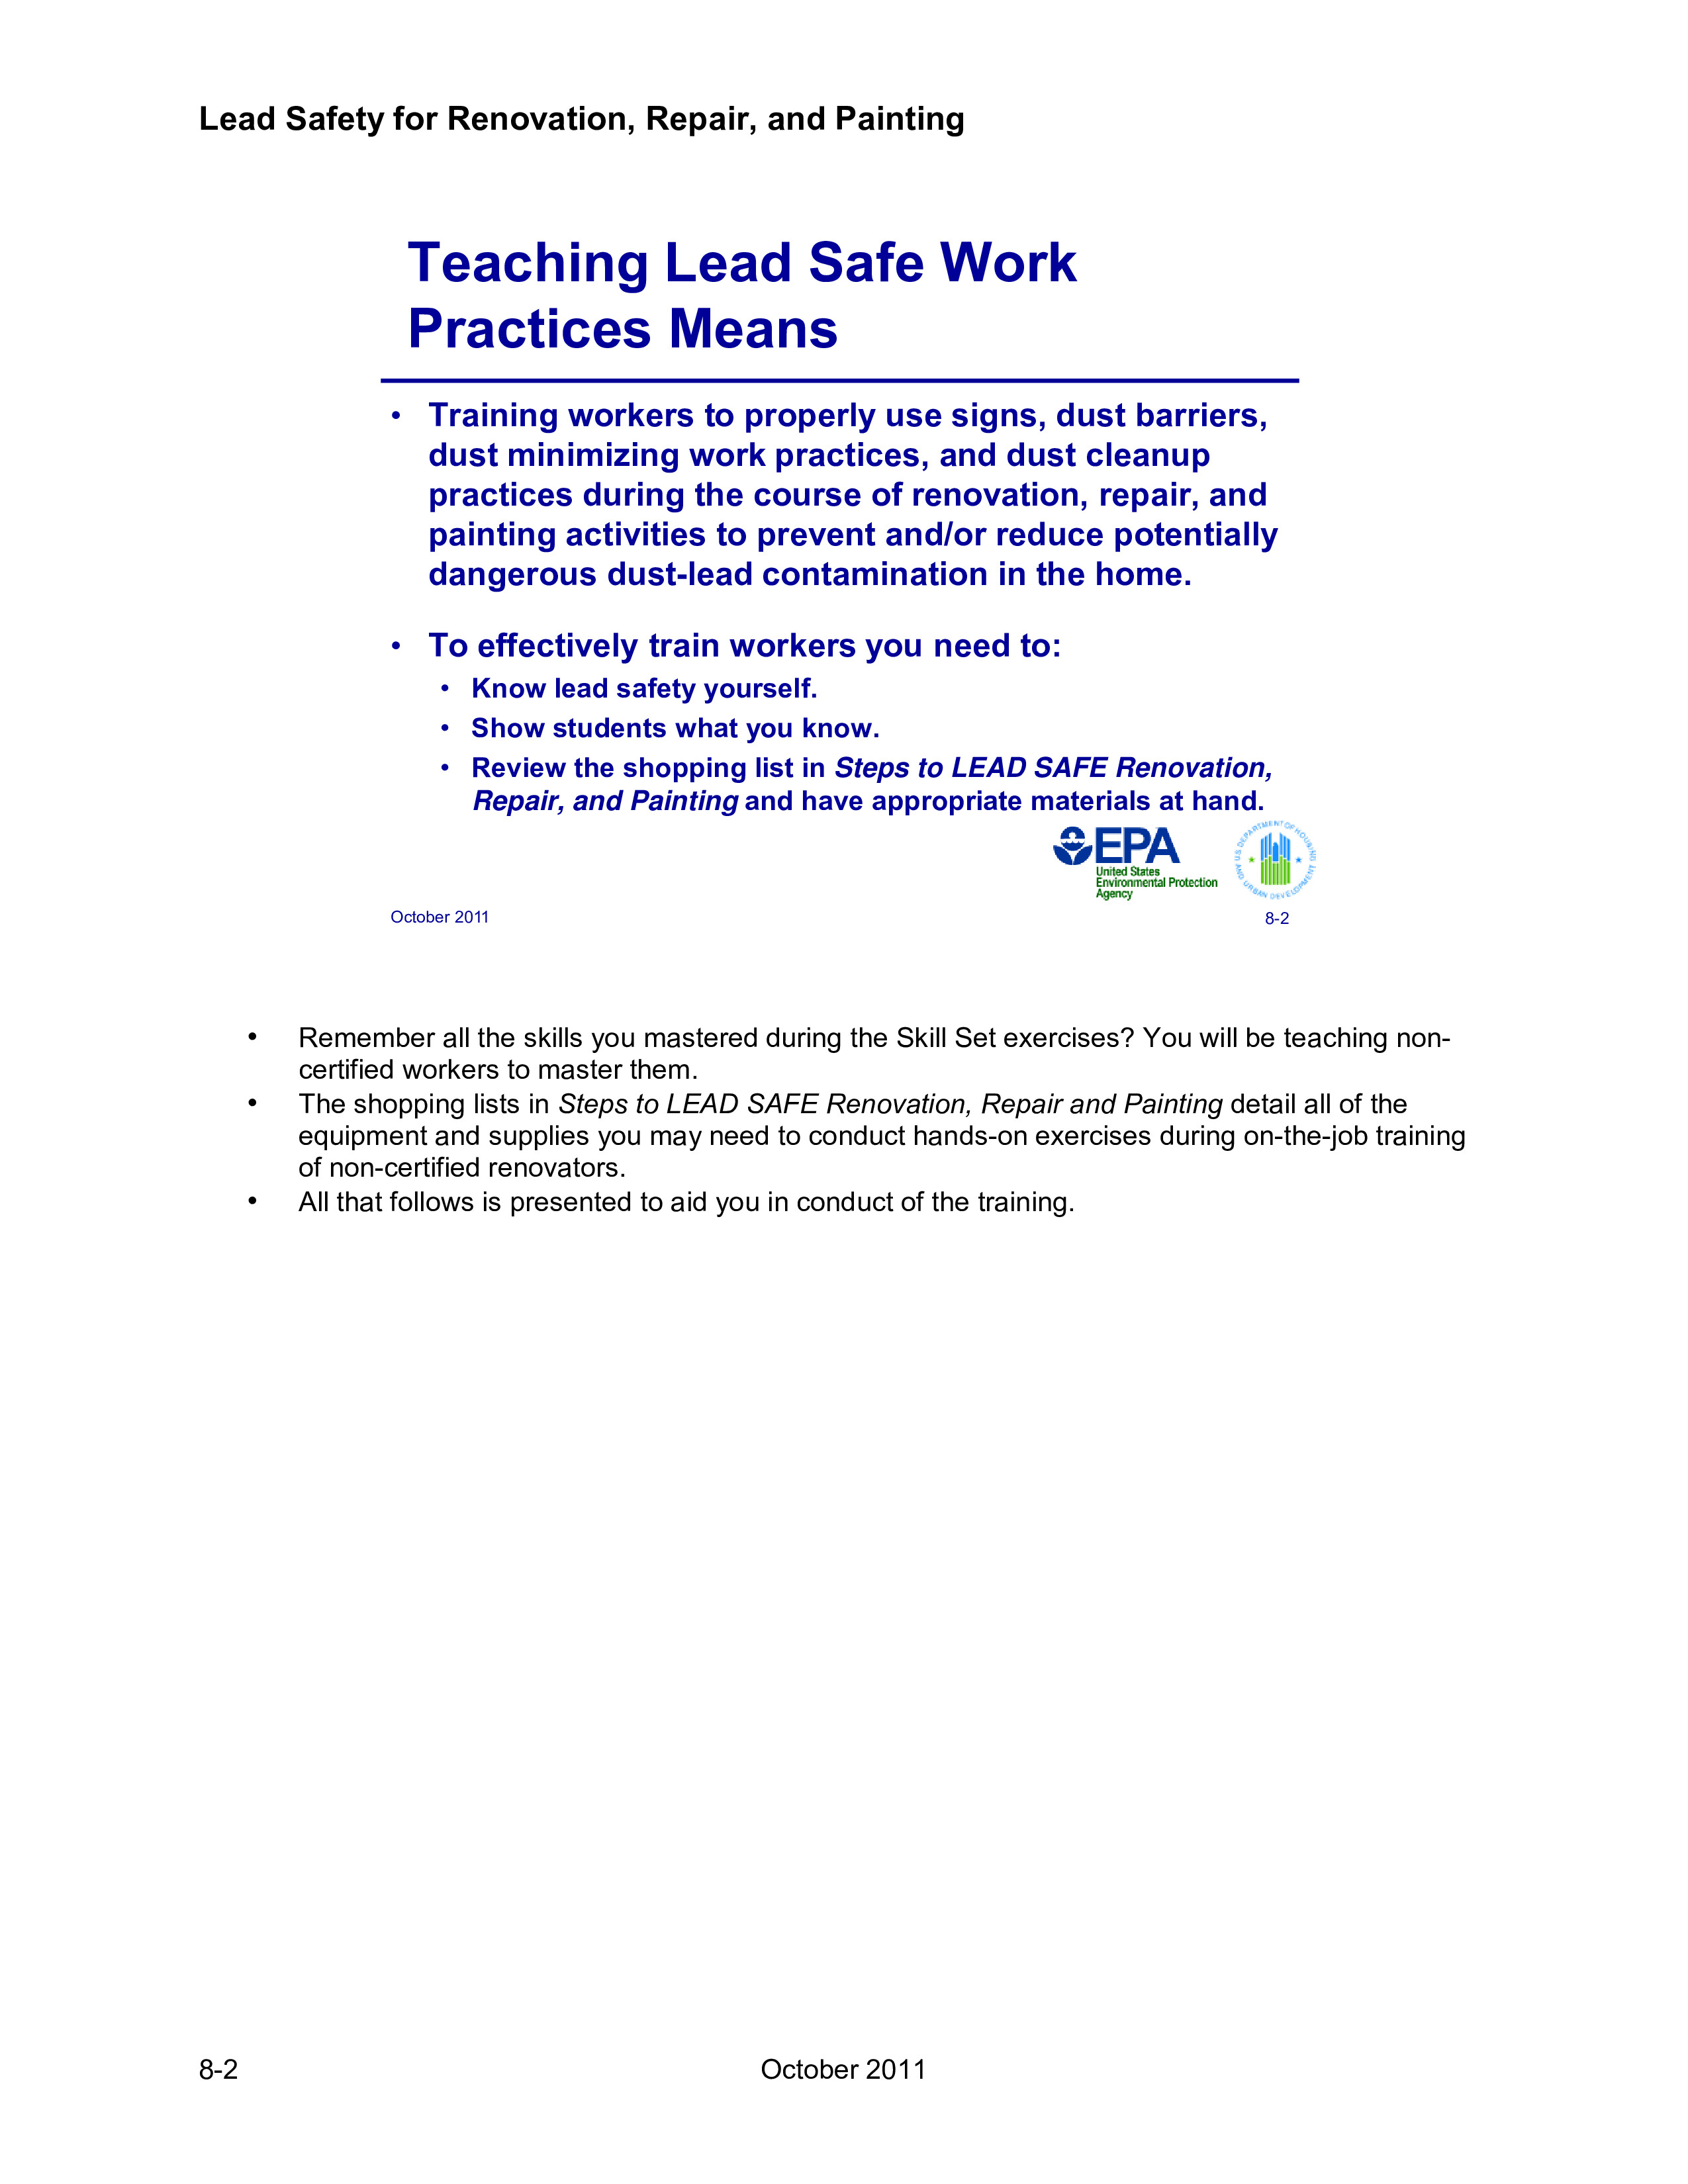 Lead Safety for Renovation, Repair, and Painting
Teaching Lead Safe Work
Practices Means
• Training workers to properly use signs, dust barriers,
dust minimizing work practices, and dust cleanup
practices during the course of renovation, repair, and
painting activities to prevent and/or reduce potentially
dangerous dust-lead contamination in the home.
• To effectively train workers you need to:
• Know lead safety yourself.
• Show students what you know.
• Review the shopping list in Steps to LEAD SAFE Renovation,
Repair, and Painting and have appropriate materials at hand.
EPA
United States
Environmental Protection
Agency
U.S. DEPARTMENT OF HOUSING AND URBAN DEVELOPMENT
October 2011
8-2
• Remember all the skills you mastered during the Skill Set exercises? You will be teaching non-
certified workers to master them.
• The shopping lists in Steps to LEAD SAFE Renovation, Repair and Painting detail all of the
equipment and supplies you may need to conduct hands-on exercises during on-the-job training
of non-certified renovators.
• All that follows is presented to aid you in conduct of the training.
8-2
October 2011